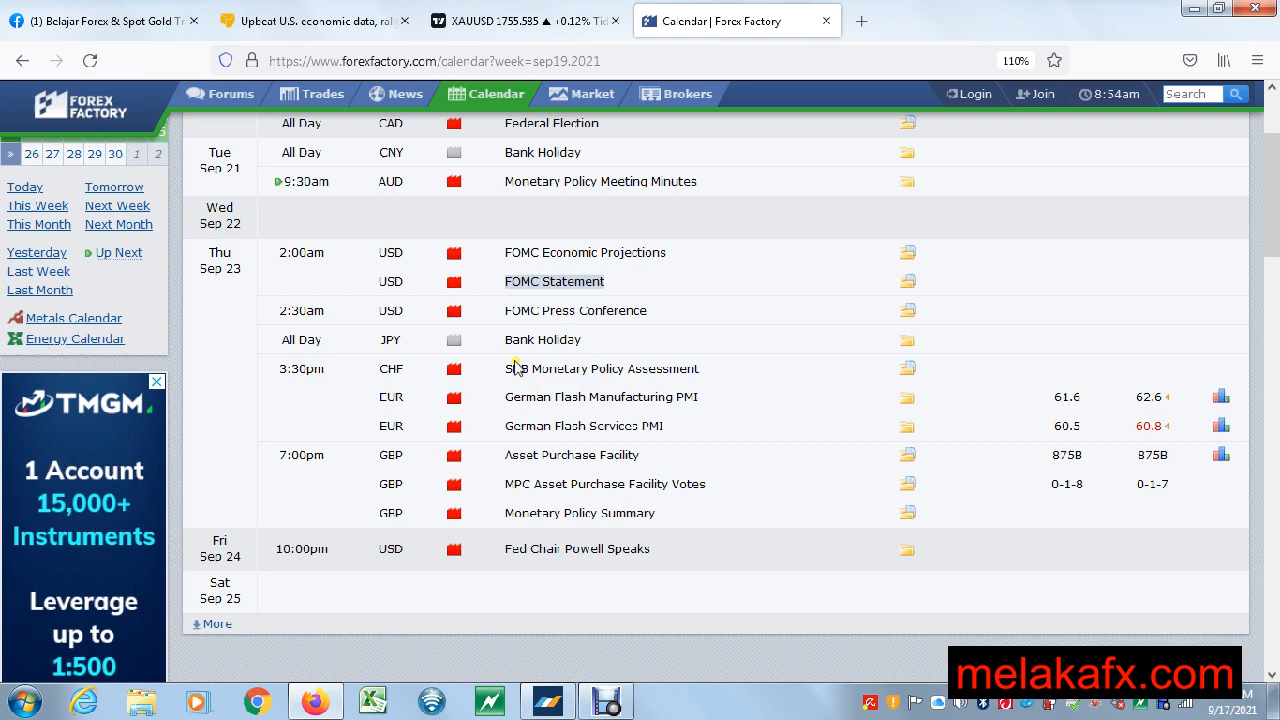 (1) Belajar Forex & Spot Gold Tr
Upbeat U.S. economic data, rob
XAUUSD 1755.585 ▲ +0.12% Tid
Calendar | Forex Factory
https://www.forexfactory.com/calendar?week=sep19.2021
110%
FOREX FACTORY
Forums Trades News Calendar Market Brokers Login Join 8:54am Search
» 26 27 28 29 30 1 2
Today Tomorrow
This Week Next Week
This Month Next Month
Yesterday Up Next
Last Week
Last Month
Metals Calendar
Energy Calendar
TMGM
1 Account
15,000+
Instruments
Leverage
up to
1:500
All Day CAD Federal Election
Tue Sep 21 All Day CNY Bank Holiday
9:30am AUD Monetary Policy Meeting Minutes
Wed Sep 22
Thu Sep 23 2:00am USD FOMC Economic Projections
USD FOMC Statement
2:30am USD FOMC Press Conference
All Day JPY Bank Holiday
3:30pm CHF Monetary Policy Assessment
EUR German Flash Manufacturing PMI 61.6 62.6
EUR German Flash Services PMI 60.5 60.8
7:00pm GBP Asset Purchase Facility 875B 875B
GBP MPC Asset Purchase Facility Votes 0-1-8 0-1-7
GBP Monetary Policy Summary
Fri Sep 24 10:00pm USD Fed Chair Powell Speaks
Sat Sep 25
More
melakafx.com
9/17/2021